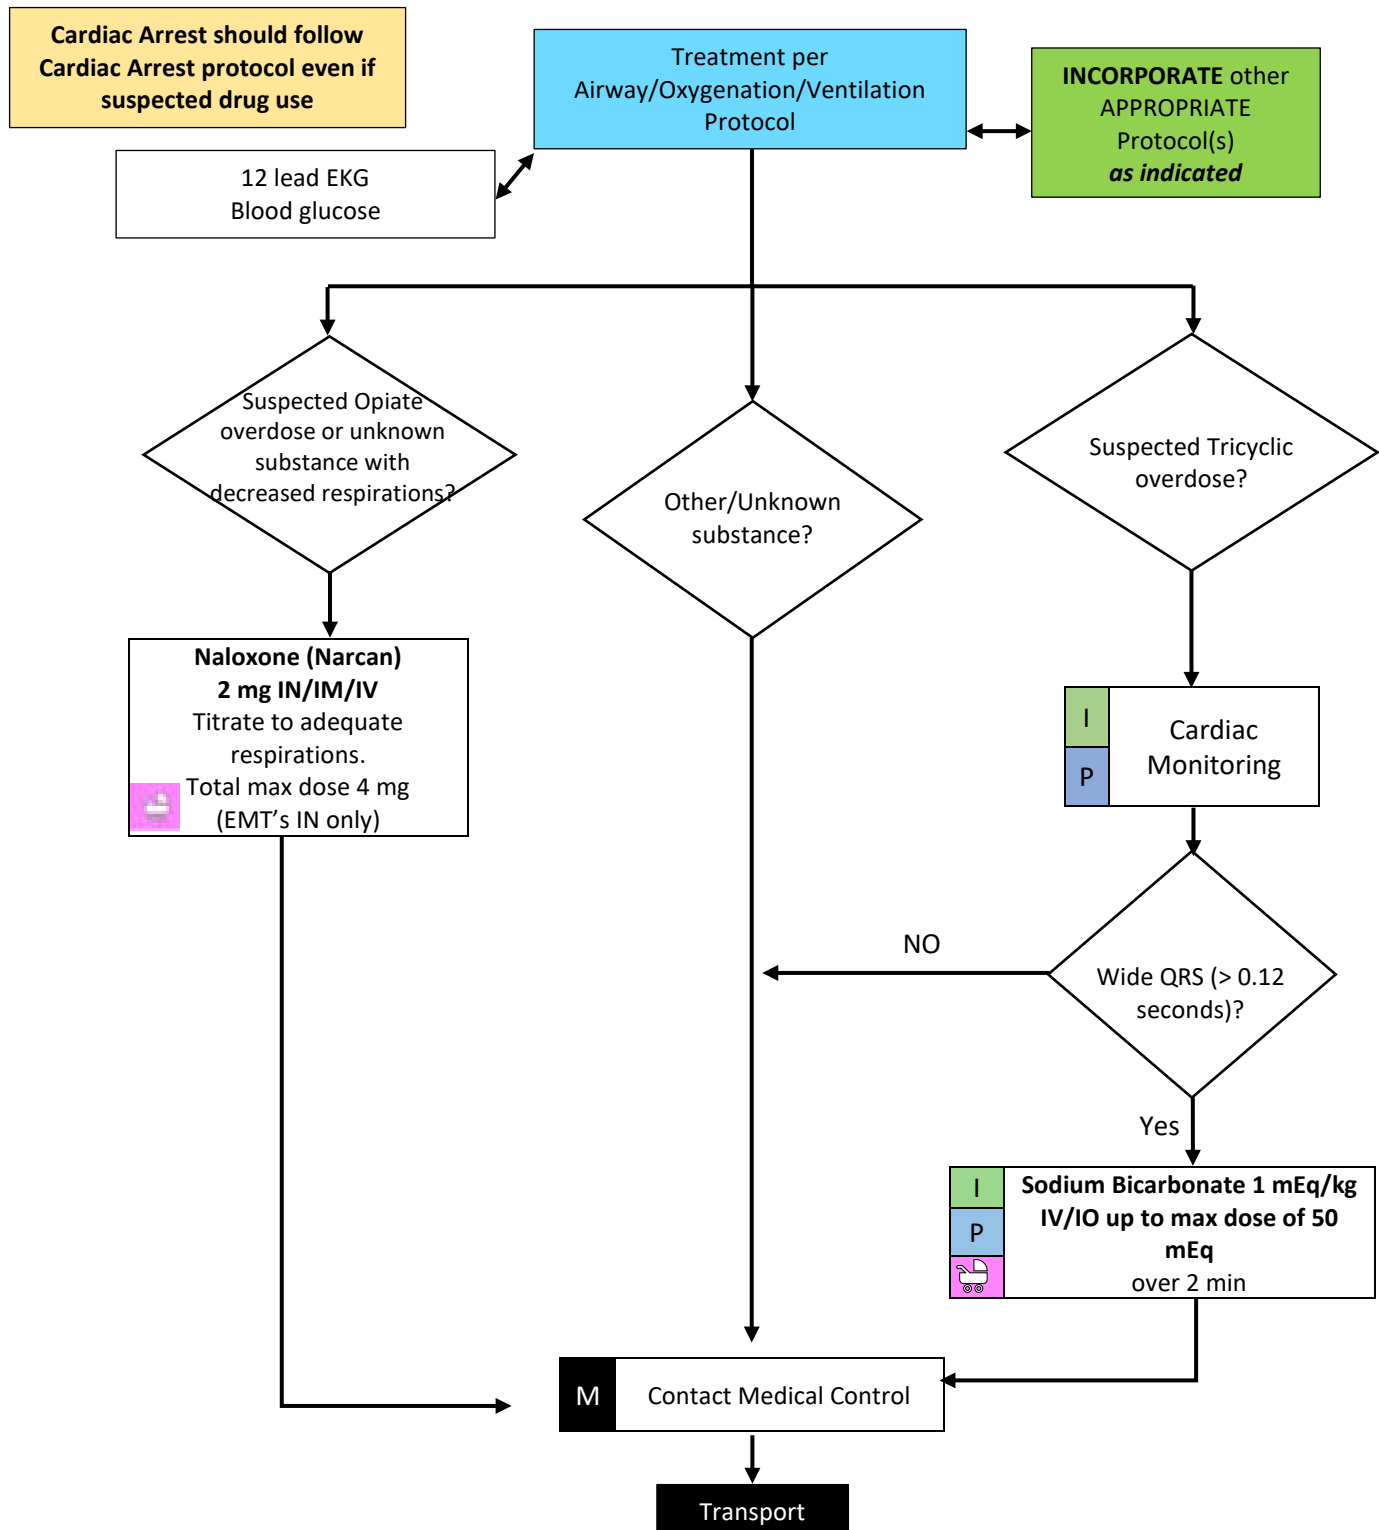 Cardiac Arrest should follow
Cardiac Arrest protocol even if
suspected drug use
Treatment per
Airway/Oxygenation/Ventilation
Protocol
INCORPORATE other
APPROPRIATE
Protocol(s)
as indicated
12 lead EKG
Blood glucose
Suspected Opiate
overdose or unknown
substance with
decreased respirations?
Other/Unknown
substance?
Suspected Tricyclic
overdose?
Naloxone (Narcan)
2 mg IN/IM/IV
Titrate to adequate
respirations.
Total max dose 4 mg
(EMT's IN only)
I
P
Cardiac
Monitoring
NO
Wide QRS (> 0.12
seconds)?
Yes
I
P
Sodium Bicarbonate 1 mEq/kg
IV/IO up to max dose of 50
mEq
over 2 min
M
Contact Medical Control
Transport